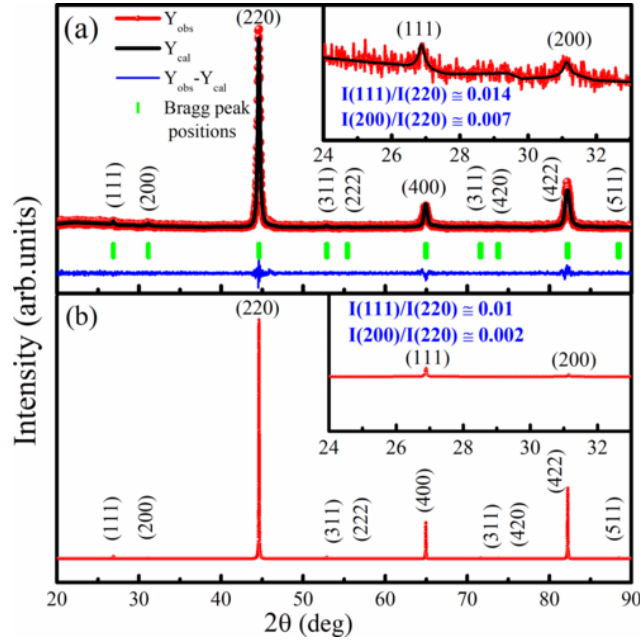 (a)
Y_obs
Y_cal
Y_obs-Y_cal
Bragg peak
positions
(220)
(111)
(200)
I(111)/I(220) ≅ 0.014
I(200)/I(220) ≅ 0.007
24 26 28 30 32
(111)
(200)
(311)
(222)
(400)
(311)
(420)
(422)
(511)
(b)
(220)
I(111)/I(220) ≅ 0.01
I(200)/I(220) ≅ 0.002
(111)
(200)
24 26 28 30 32
(111)
(200)
(311)
(222)
(400)
(311)
(420)
(422)
(511)
20 30 40 50 60 70 80 90
2θ (deg)
Intensity (arb.units)